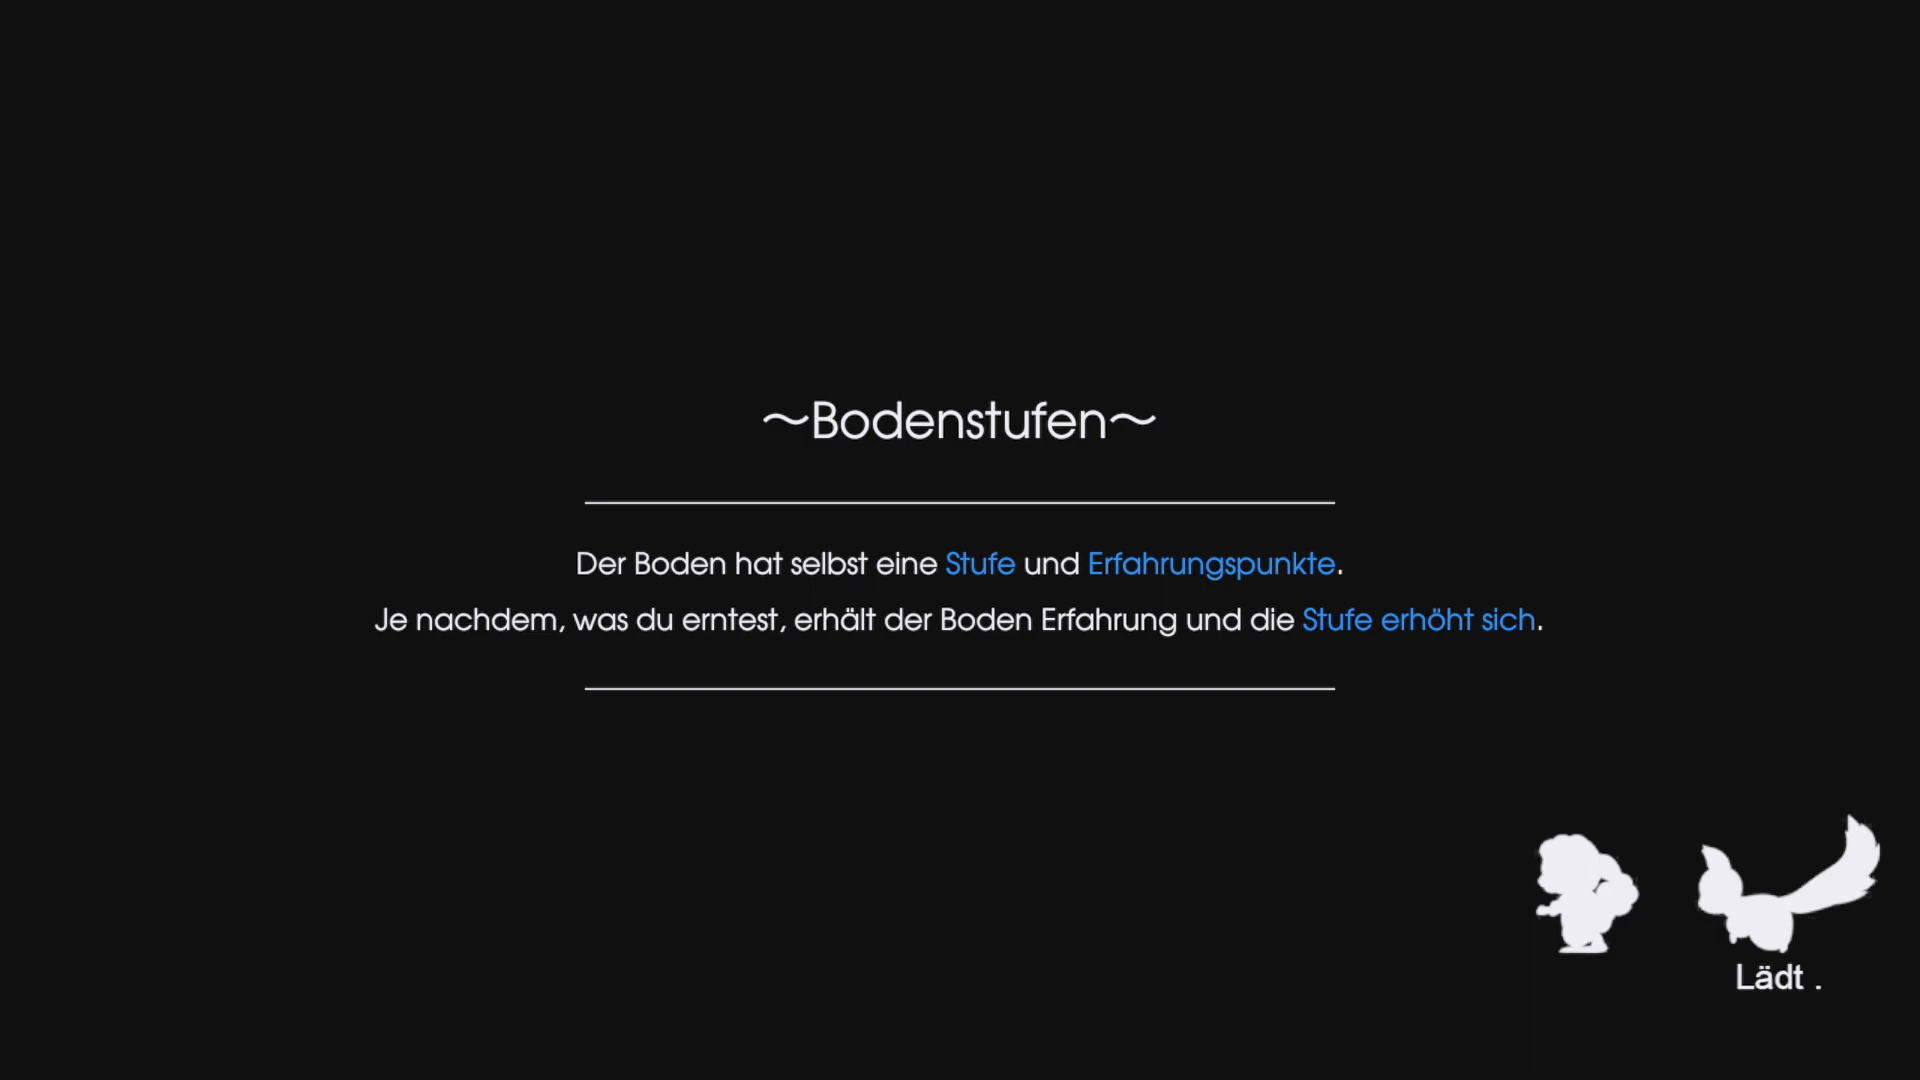 ～Bodenstufen～
Der Boden hat selbst eine Stufe und Erfahrungspunkte.
Je nachdem, was du erntest, erhält der Boden Erfahrung und die Stufe erhöht sich.
Lädt .